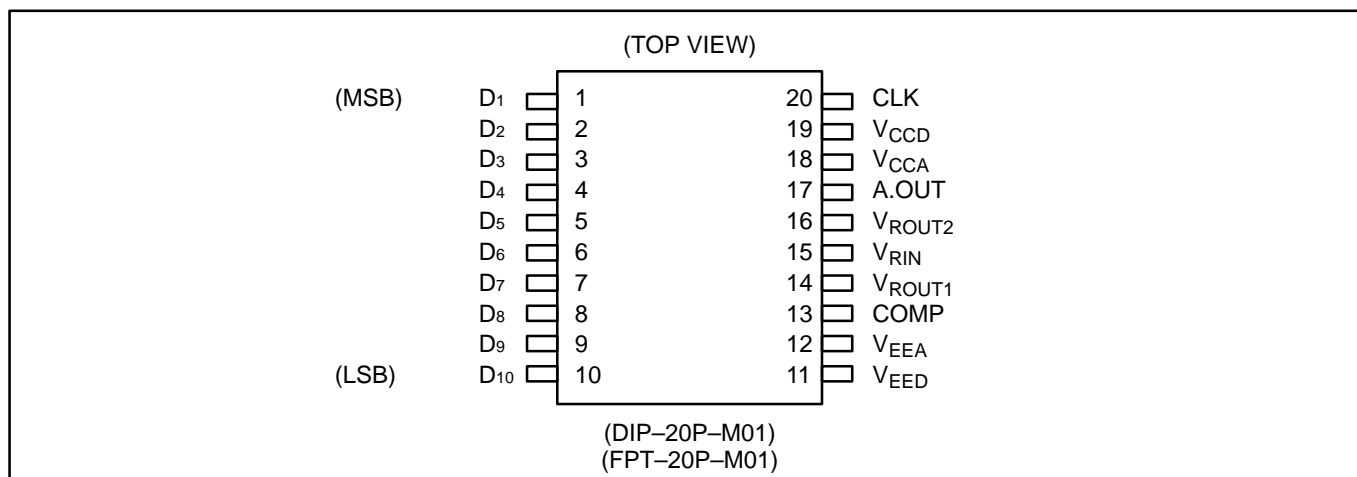 (TOP VIEW)
(MSB) D1 1 20 CLK
D2 2 19 VCCD
D3 3 18 VCCA
D4 4 17 A.OUT
D5 5 16 VROUT2
D6 6 15 VRIN
D7 7 14 VROUT1
D8 8 13 COMP
D9 9 12 VEEA
(LSB) D10 10 11 VEED
(DIP–20P–M01)
(FPT–20P–M01)